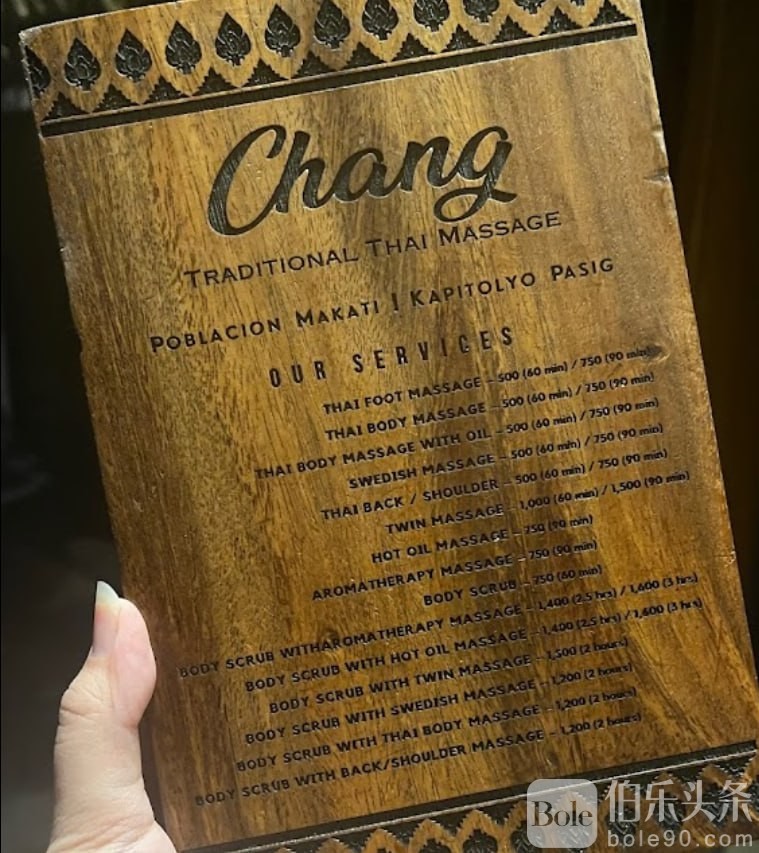 Chang
TRADITIONAL THAI MASSAGE
POBLACION MAKATI | KAPITOLYO PASIG
OUR SERVICES
THAI FOOT MASSAGE – 500 (60 min) / 750 (90 min)
THAI BODY MASSAGE – 500 (60 min) / 750 (90 min)
THAI BODY MASSAGE WITH OIL – 500 (60 min) / 750 (90 min)
SWEDISH MASSAGE – 500 (60 min) / 750 (90 min)
THAI BACK / SHOULDER – 500 (60 min) / 750 (90 min)
TWIN MASSAGE – 1,000 (60 min) / 1,500 (90 min)
HOT OIL MASSAGE – 750 (90 min)
AROMATHERAPY MASSAGE – 750 (90 min)
BODY SCRUB – 750 (60 min)
BODY SCRUB WITHAROMATHERAPY MASSAGE – 1,400 (2.5 hrs) / 1,600 (3 hrs)
BODY SCRUB WITH HOT OIL MASSAGE – 1,400 (2.5 hrs) / 1,600 (3 hrs)
BODY SCRUB WITH TWIN MASSAGE – 1,500 (2 hours)
BODY SCRUB WITH SWEDISH MASSAGE – 1,200 (2 hours)
BODY SCRUB WITH THAI BODY MASSAGE – 1,200 (2 hours)
BODY SCRUB WITH BACK/SHOULDER MASSAGE – 1,200 (2 hours)
Bole 伯乐头条
bole90.com